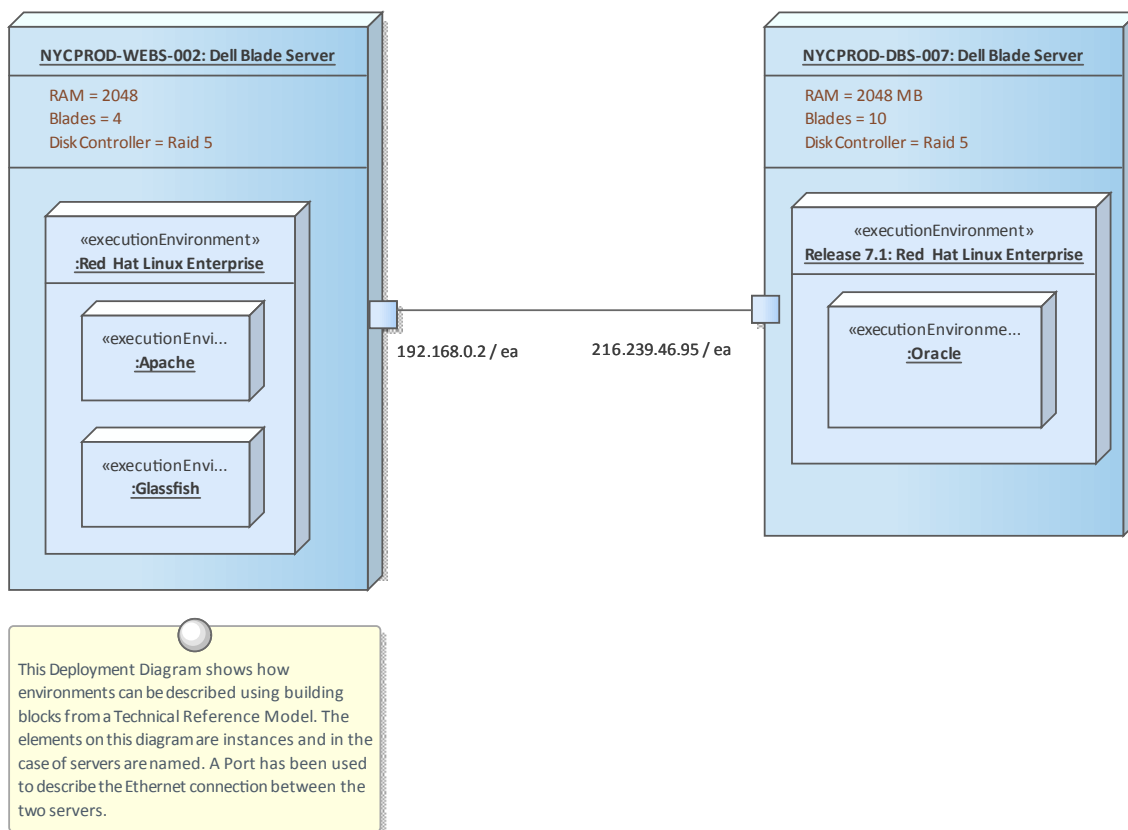 NYCPROD-WEBS-002: Dell Blade Server
RAM = 2048
Blades = 4
DiskController = Raid 5
«executionEnvironment»
:Red Hat Linux Enterprise
«executionEnvi...
:Apache
«executionEnvi...
:Glassfish
192.168.0.2 / ea
216.239.46.95 / ea
NYCPROD-DBS-007: Dell Blade Server
RAM = 2048 MB
Blades = 10
DiskController = Raid 5
«executionEnvironment»
Release 7.1: Red Hat Linux Enterprise
«executionEnvironme...
:Oracle
This Deployment Diagram shows how
environments can be described using building
blocks from a Technical Reference Model. The
elements on this diagram are instances and in the
case of servers are named. A Port has been used
to describe the Ethernet connection between the
two servers.